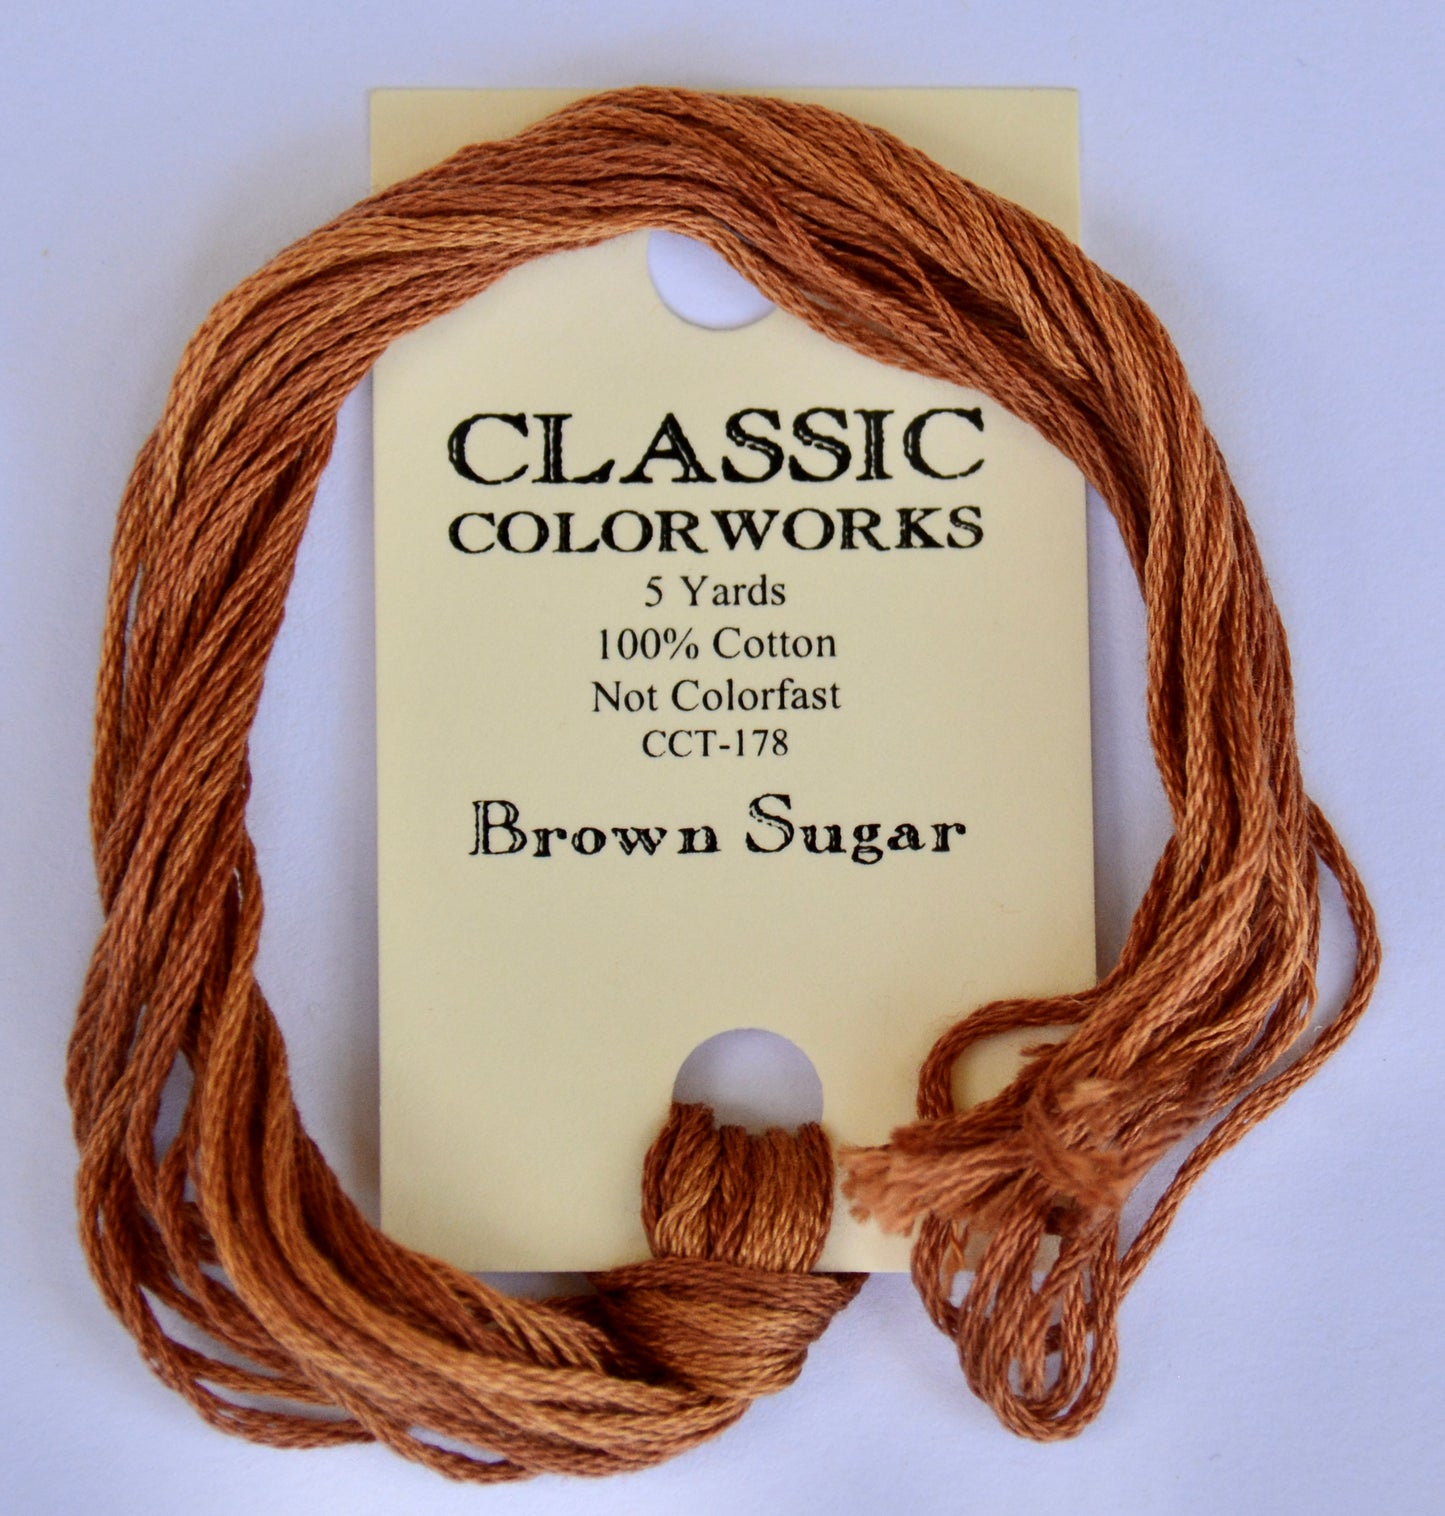 CLASSIC
COLORWORKS
5 Yards
100% Cotton
Not Colorfast
CCT-178
Brown Sugar